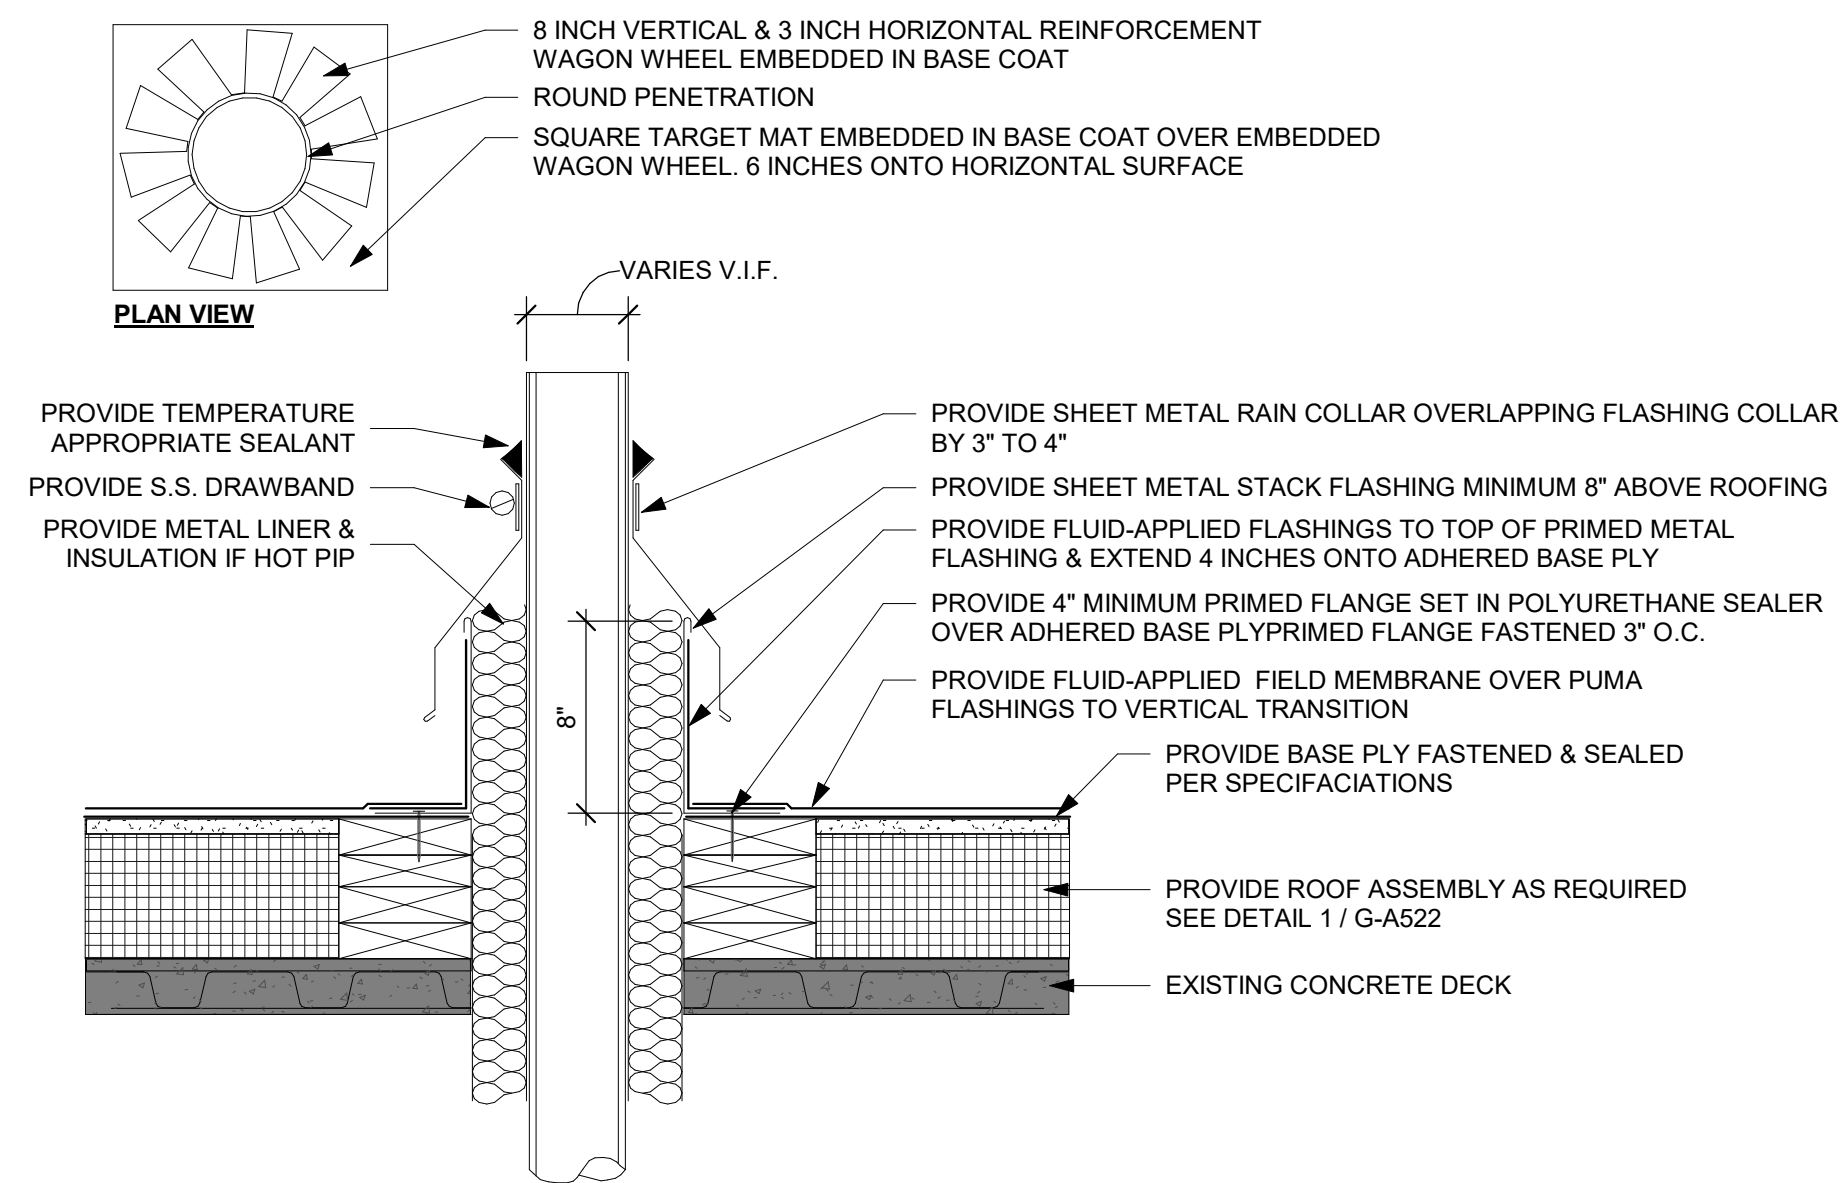 8 INCH VERTICAL & 3 INCH HORIZONTAL REINFORCEMENT
WAGON WHEEL EMBEDDED IN BASE COAT
ROUND PENETRATION
SQUARE TARGET MAT EMBEDDED IN BASE COAT OVER EMBEDDED
WAGON WHEEL. 6 INCHES ONTO HORIZONTAL SURFACE
PLAN VIEW
VARIES V.I.F.
PROVIDE TEMPERATURE
APPROPRIATE SEALANT
PROVIDE S.S. DRAWBAND
PROVIDE METAL LINER &
INSULATION IF HOT PIP
8"
PROVIDE SHEET METAL RAIN COLLAR OVERLAPPING FLASHING COLLAR
BY 3" TO 4"
PROVIDE SHEET METAL STACK FLASHING MINIMUM 8" ABOVE ROOFING
PROVIDE FLUID-APPLIED FLASHINGS TO TOP OF PRIMED METAL
FLASHING & EXTEND 4 INCHES ONTO ADHERED BASE PLY
PROVIDE 4" MINIMUM PRIMED FLANGE SET IN POLYURETHANE SEALER
OVER ADHERED BASE PLYPRIMED FLANGE FASTENED 3" O.C.
PROVIDE FLUID-APPLIED FIELD MEMBRANE OVER PUMA
FLASHINGS TO VERTICAL TRANSITION
PROVIDE BASE PLY FASTENED & SEALED
PER SPECIFACIATIONS
PROVIDE ROOF ASSEMBLY AS REQUIRED
SEE DETAIL 1 / G-A522
EXISTING CONCRETE DECK